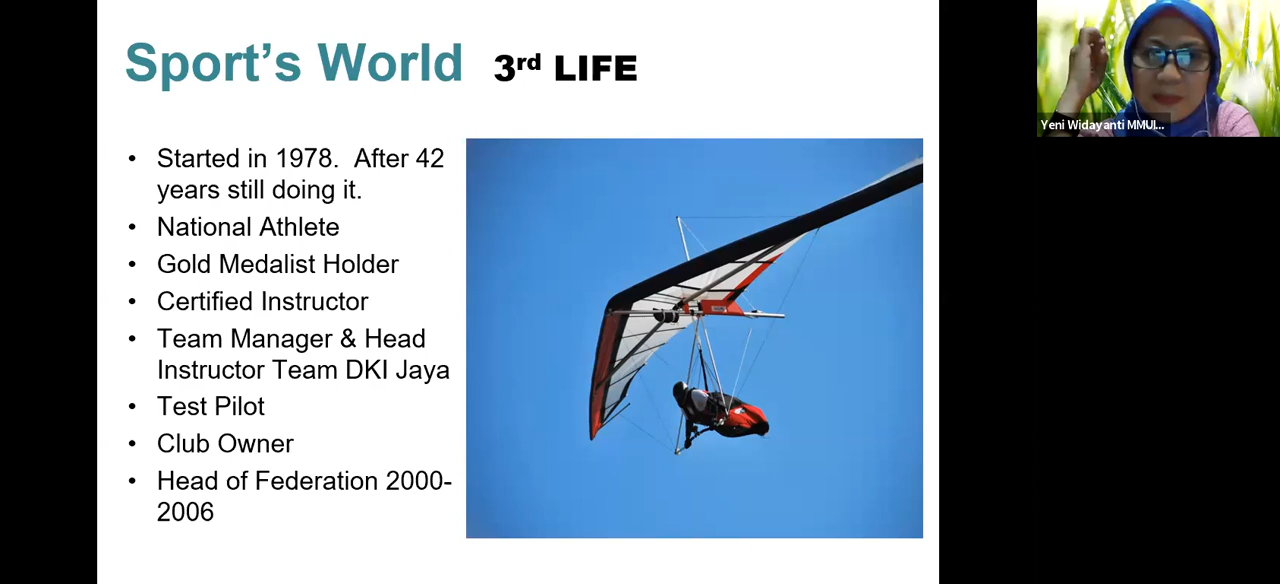 Sport’s World 3rd LIFE
Yeni Widayanti MMUI...
• Started in 1978.  After 42
years still doing it.
• National Athlete
• Gold Medalist Holder
• Certified Instructor
• Team Manager & Head
Instructor Team DKI Jaya
• Test Pilot
• Club Owner
• Head of Federation 2000-
2006